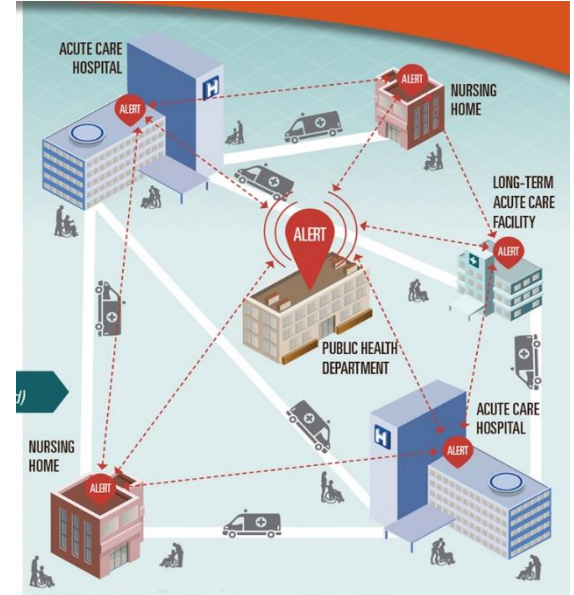 ACUTE CARE
HOSPITAL
H
ALERT
ALERT
NURSING
HOME
LONG-TERM
ACUTE CARE
FACILITY
ALERT
ALERT
PUBLIC HEALTH
DEPARTMENT
d)
ACUTE CARE
HOSPITAL
H
ALERT
NURSING
HOME
ALERT